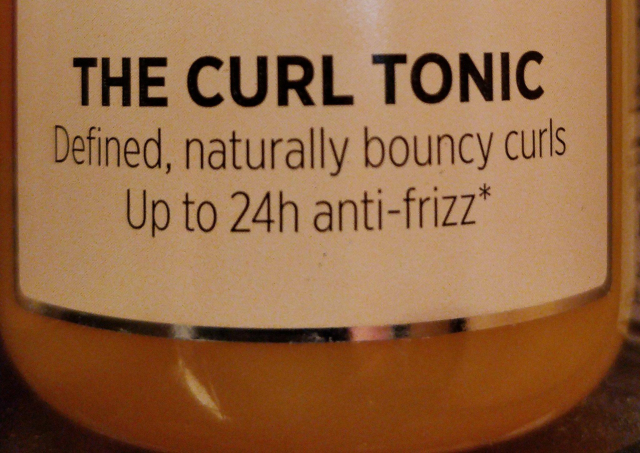 THE CURL TONIC
Defined, naturally bouncy curls
Up to 24h anti-frizz*